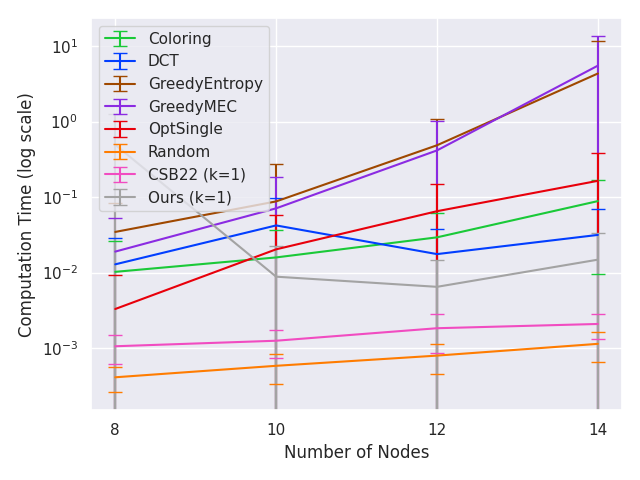 Coloring
DCT
GreedyEntropy
GreedyMEC
OptSingle
Random
CSB22 (k=1)
Ours (k=1)
10¹
10⁰
10⁻¹
10⁻²
10⁻³
Computation Time (log scale)
8
10
12
14
Number of Nodes